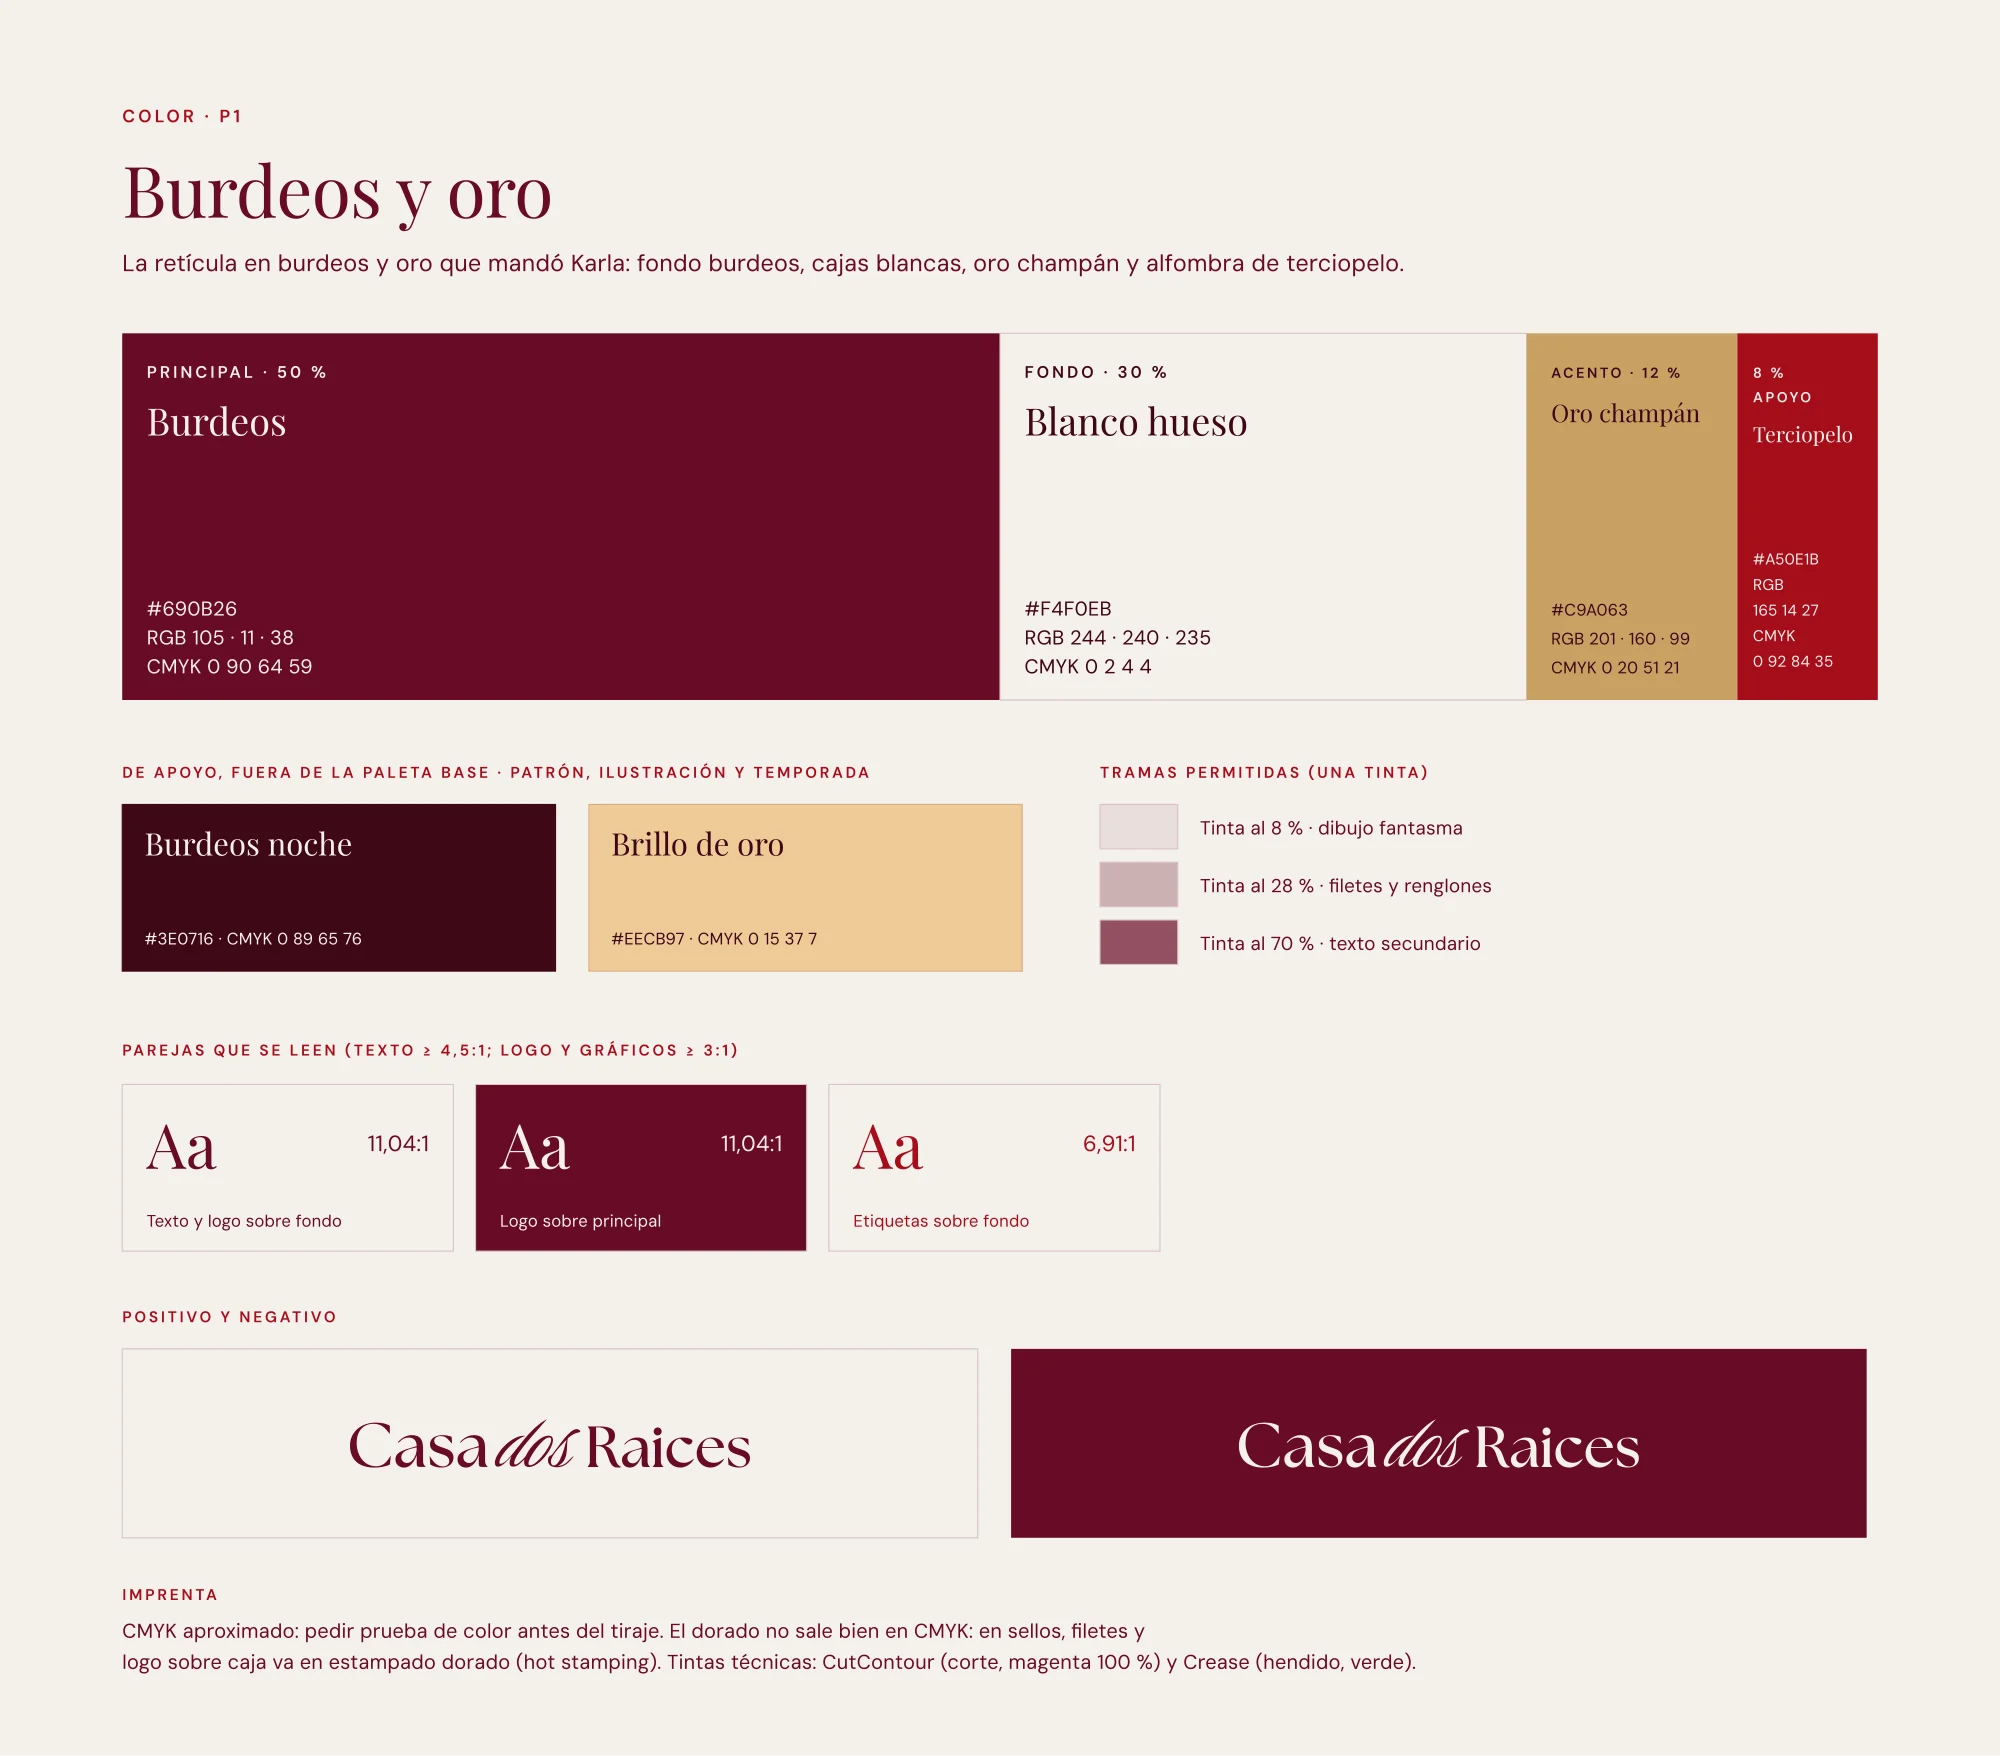 COLOR · P1
Burdeos y oro
La retícula en burdeos y oro que mandó Karla: fondo burdeos, cajas blancas, oro champán y alfombra de terciopelo.
PRINCIPAL · 50 %
Burdeos
#690B26
RGB 105 · 11 · 38
CMYK 0 90 64 59
FONDO · 30 %
Blanco hueso
#F4F0EB
RGB 244 · 240 · 235
CMYK 0 2 4 4
ACENTO · 12 %
Oro champán
#C9A063
RGB 201 · 160 · 99
CMYK 0 20 51 21
8 %
APOYO
Terciopelo
#A50E1B
RGB
165 14 27
CMYK
0 92 84 35
DE APOYO, FUERA DE LA PALETA BASE · PATRÓN, ILUSTRACIÓN Y TEMPORADA
Burdeos noche
#3E0716 · CMYK 0 89 65 76
Brillo de oro
#EECB97 · CMYK 0 15 37 7
TRAMAS PERMITIDAS (UNA TINTA)
Tinta al 8 % · dibujo fantasma
Tinta al 28 % · filetes y renglones
Tinta al 70 % · texto secundario
PAREJAS QUE SE LEEN (TEXTO ≥ 4,5:1; LOGO Y GRÁFICOS ≥ 3:1)
Aa
11,04:1
Texto y logo sobre fondo
Aa
11,04:1
Logo sobre principal
Aa
6,91:1
Etiquetas sobre fondo
POSITIVO Y NEGATIVO
Casa dos Raices
Casa dos Raices
IMPRENTA
CMYK aproximado: pedir prueba de color antes del tiraje. El dorado no sale bien en CMYK: en sellos, filetes y
logo sobre caja va en estampado dorado (hot stamping). Tintas técnicas: CutContour (corte, magenta 100 %) y Crease (hendido, verde).